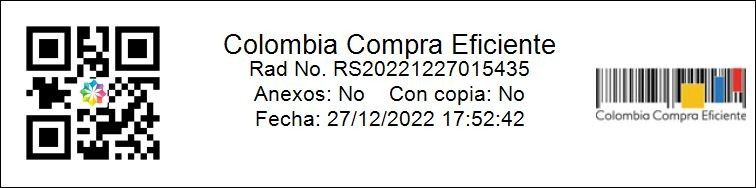 Colombia Compra Eficiente
Rad No. RS20221227015435
Anexos: No Con copia: No
Fecha: 27/12/2022 17:52:42
Colombia Compra Eficiente